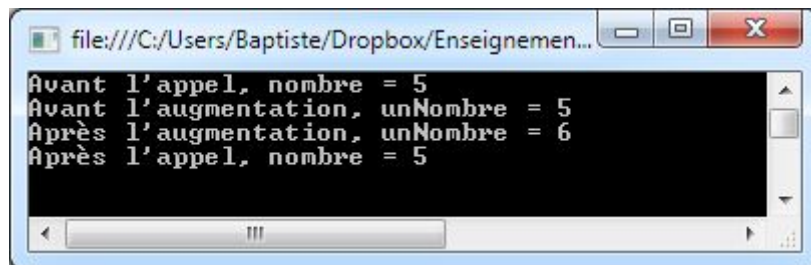 file:///C:/Users/Baptiste/Dropbox/Enseignemen...
Avant l'appel, nombre = 5
Avant l'augmentation, unNombre = 5
Après l'augmentation, unNombre = 6
Après l'appel, nombre = 5